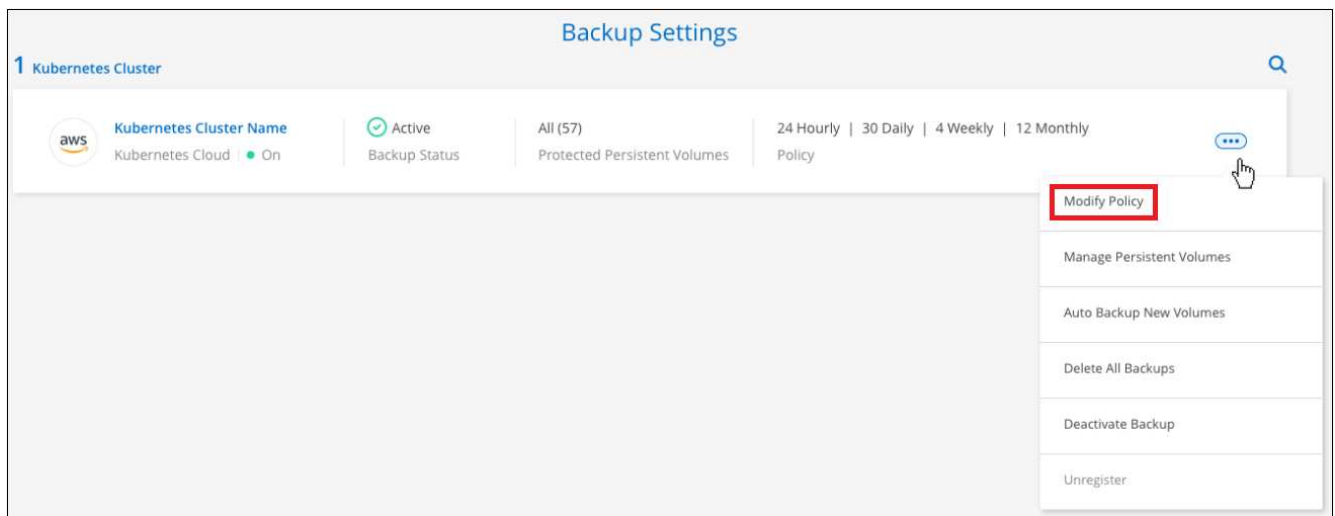 Backup Settings
1 Kubernetes Cluster
aws
Kubernetes Cluster Name
Kubernetes Cloud | On
Active
Backup Status
All (57)
Protected Persistent Volumes
24 Hourly | 30 Daily | 4 Weekly | 12 Monthly
Policy
Modify Policy
Manage Persistent Volumes
Auto Backup New Volumes
Delete All Backups
Deactivate Backup
Unregister